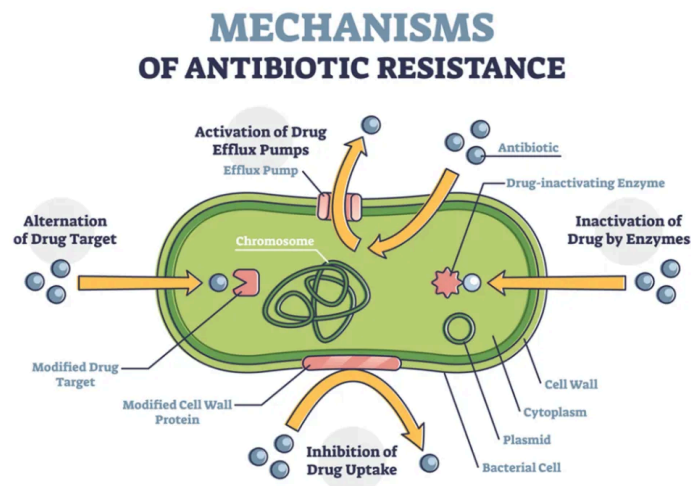 MECHANISMS
OF ANTIBIOTIC RESISTANCE
Activation of Drug
Efflux Pumps
Efflux Pump
Antibiotic
Drug-inactivating Enzyme
Alternation
of Drug Target
Inactivation of
Drug by Enzymes
Chromosome
Modified Drug
Target
Modified Cell Wall
Protein
Cell Wall
Cytoplasm
Plasmid
Bacterial Cell
Inhibition of
Drug Uptake